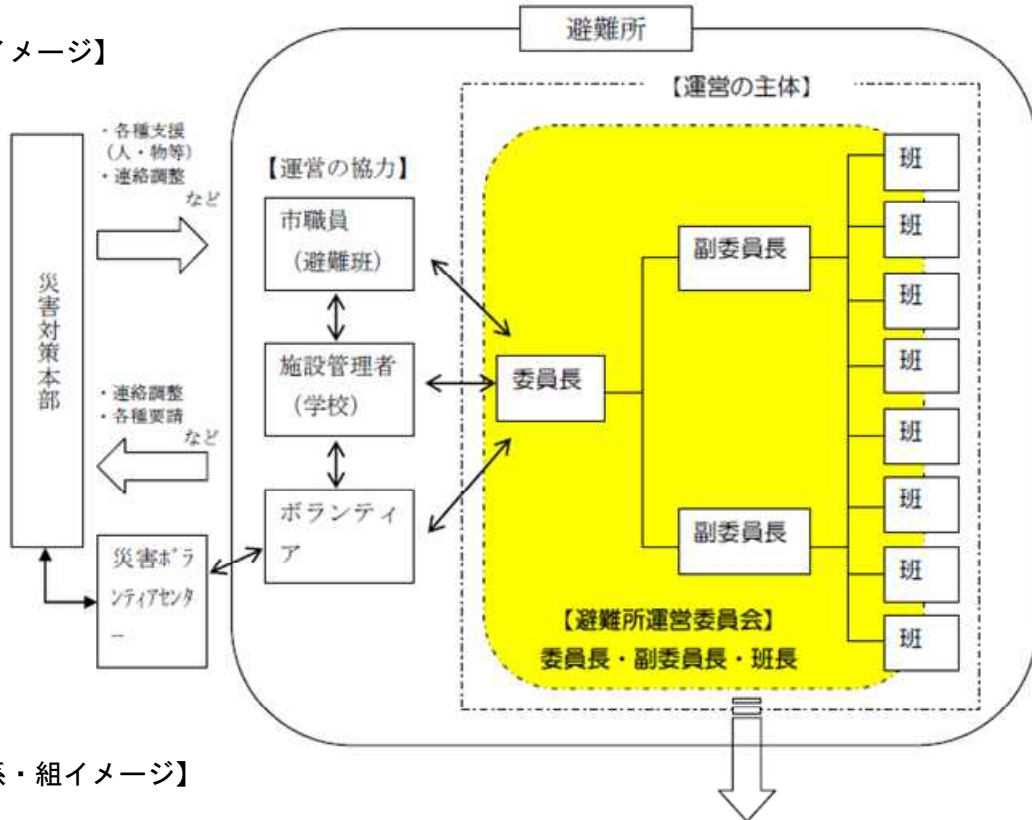 避難所
イメージ】
【運営の主体】
・各種支援
(人・物等)
・連絡調整
など
【運営の協力】
市職員
(避難班)
施設管理者
(学校)
ボランティ
ア
災害対策本部
・連絡調整
・各種要請
など
災害ボラ
ンティアセンタ
ー
委員長
副委員長
副委員長
班
班
班
班
班
班
班
班
【避難所運営委員会】
委員長・副委員長・班長
・組イメージ】